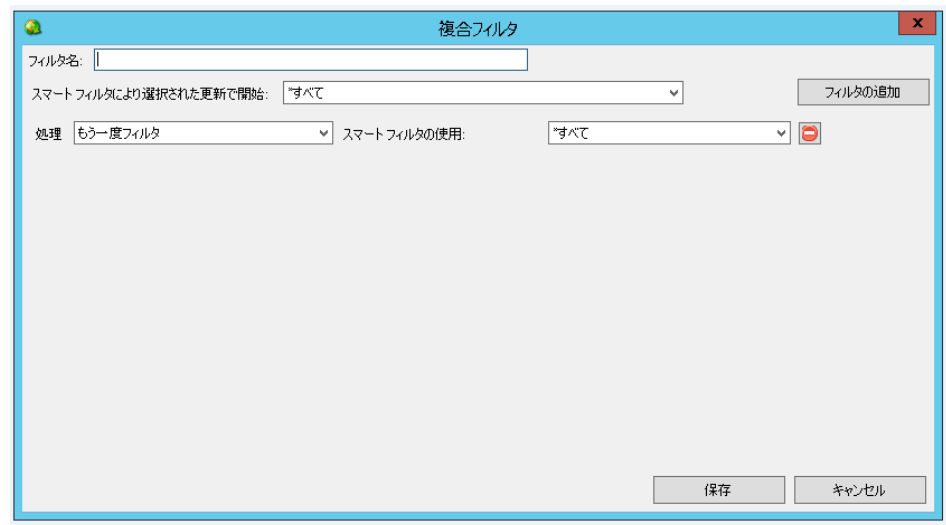 複合フィルタ
x
フィルタ名:
スマート フィルタにより選択された更新で開始: *すべて フィルタの追加
処理 もう一度フィルタ スマート フィルタの使用: *すべて
保存 キャンセル